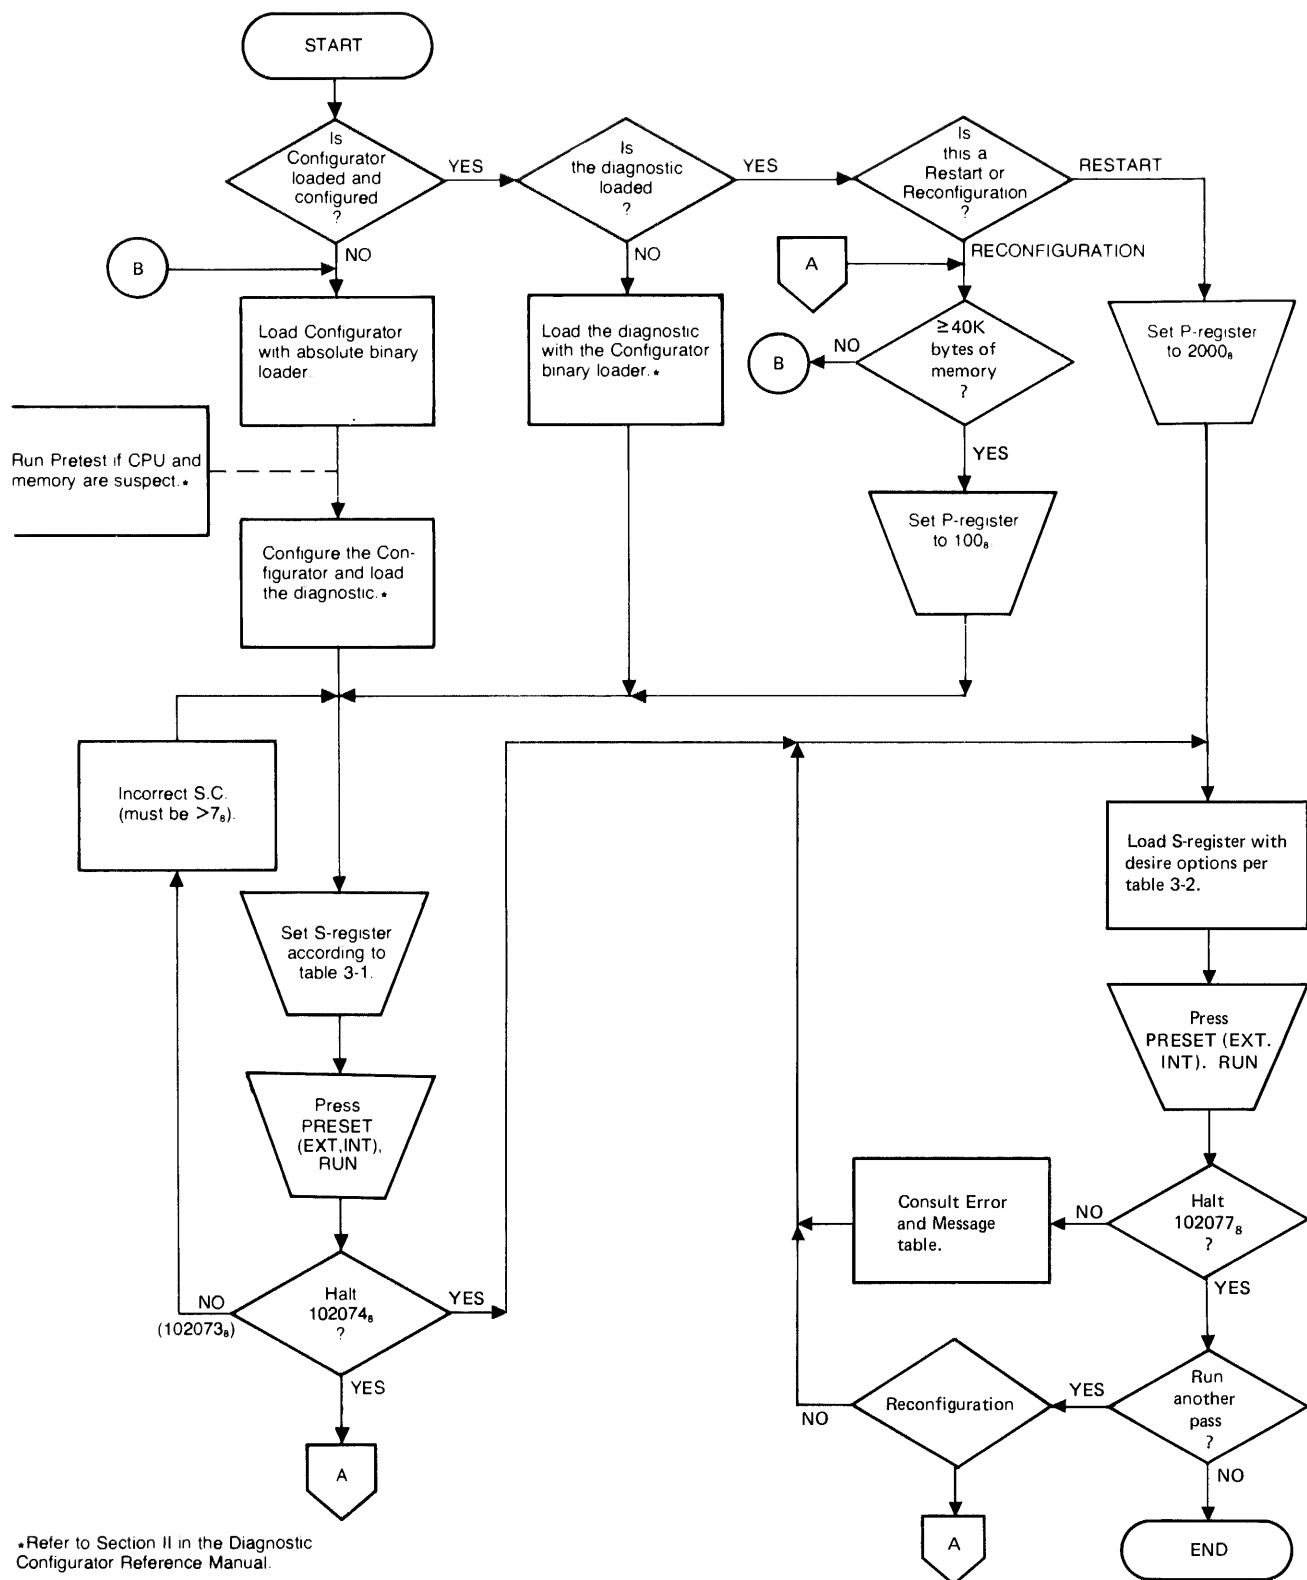 START
Is
Configurator
loaded and
configured
?
YES
NO
Is
the diagnostic
loaded
?
YES
NO
Is
this a
Restart or
Reconfiguration
?
RESTART
RECONFIGURATION
B
A
Load Configurator
with absolute binary
loader.
Load the diagnostic
with the Configurator
binary loader.*
≥40K
bytes of
memory
?
NO
B
YES
Set P-register
to 2000₈
Run Pretest if CPU and
memory are suspect.*
Set P-register
to 100₈
Configure the Con-
figurator and load
the diagnostic.*
Incorrect S.C.
(must be >7₈).
Load S-register with
desire options per
table 3-2.
Set S-register
according to
table 3-1.
Press
PRESET (EXT.
INT). RUN
Press
PRESET
(EXT,INT),
RUN
Consult Error
and Message
table.
NO
Halt
102077₈
?
YES
NO
(102073₈)
Halt
102074₈
?
YES
YES
A
NO
Reconfiguration
YES
Run
another
pass
?
NO
A
END
*Refer to Section II in the Diagnostic
Configurator Reference Manual.